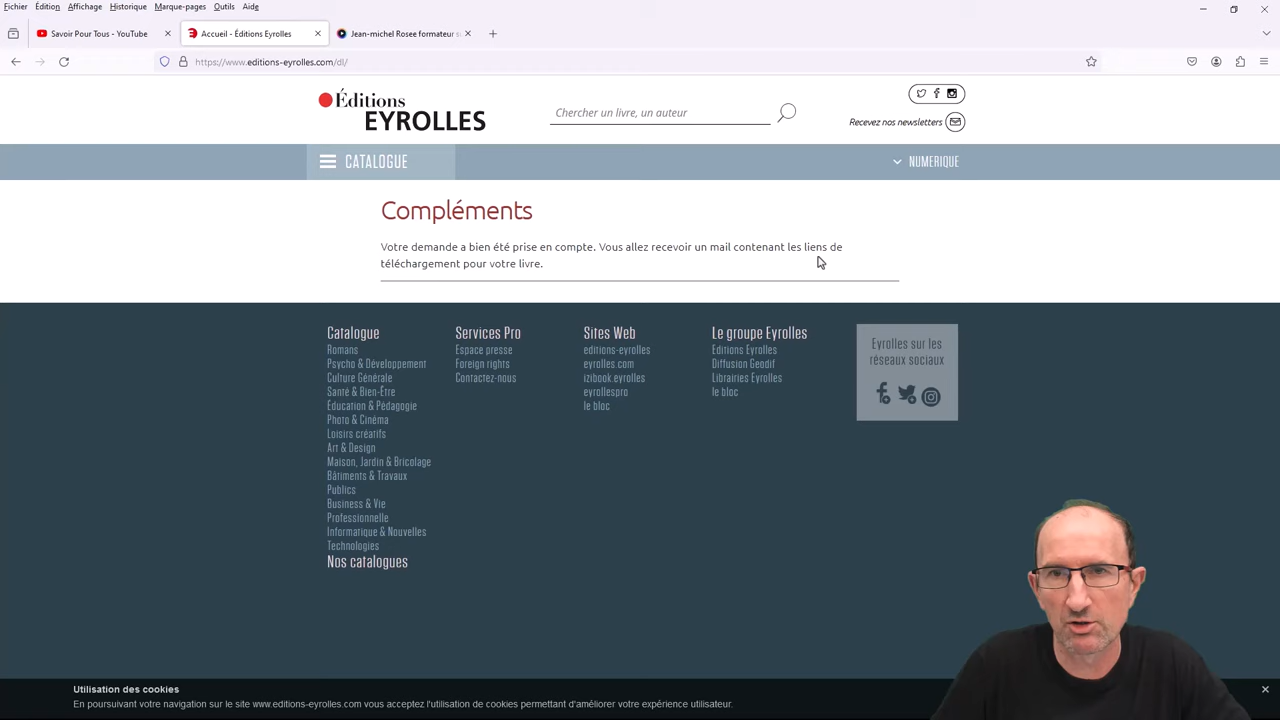 Fichier Édition Affichage Historique Marque-pages Outils Aide
Savoir Pour Tous - YouTube
Accueil - Éditions Eyrolles
Jean-michel Rosee formateur
https://www.editions-eyrolles.com/dl/
Éditions
EYROLLES
Chercher un livre, un auteur
Recevez nos newsletters
CATALOGUE
NUMERIQUE
Compléments
Votre demande a bien été prise en compte. Vous allez recevoir un mail contenant les liens de
téléchargement pour votre livre.
Catalogue
Romans
Psycho & Développement
Culture Générale
Santé & Bien-Être
Éducation & Pédagogie
Photo & Cinéma
Loisirs créatifs
Art & Design
Maison, Jardin & Bricolage
Bâtiments & Travaux
Publics
Business & Vie
Professionnelle
Informatique & Nouvelles
Technologies
Nos catalogues
Services Pro
Espace presse
Foreign rights
Contactez-nous
Sites Web
editions-eyrolles
eyrolles.com
izibook.eyrolles
eyrollespro
le bloc
Le groupe Eyrolles
Editions Eyrolles
Diffusion Geodif
Librairies Eyrolles
le bloc
Eyrolles sur les
réseaux sociaux
Utilisation des cookies
En poursuivant votre navigation sur le site www.editions-eyrolles.com vous acceptez l'utilisation de cookies permettant d'améliorer votre expérience utilisateur.